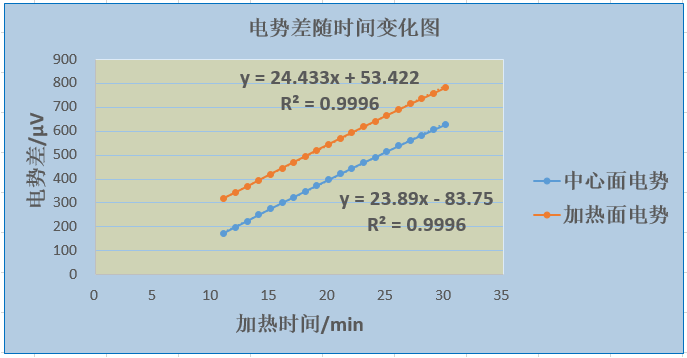 电势差随时间变化图
900
800
700
600
500
400
300
200
100
0
电势差/μV
y = 24.433x + 53.422
R² = 0.9996
y = 23.89x - 83.75
R² = 0.9996
中心面电势
加热面电势
0 5 10 15 20 25 30 35
加热时间/min